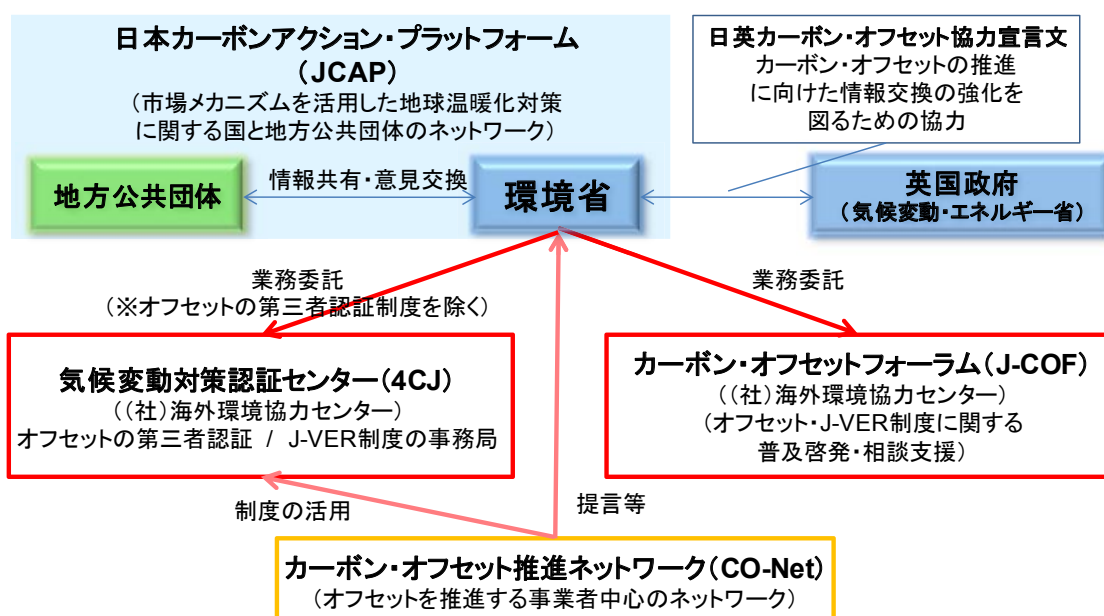 日本カーボンアクション・プラットフォーム
（JCAP）
（市場メカニズムを活用した地球温暖化対策
に関する国と地方公共団体のネットワーク）
日英カーボン・オフセット協力宣言文
カーボン・オフセットの推進
に向けた情報交換の強化を
図るための協力
地方公共団体
情報共有・意見交換
環境省
英国政府
（気候変動・エネルギー省）
業務委託
（※オフセットの第三者認証制度を除く）
業務委託
気候変動対策認証センター（4CJ）
（（社）海外環境協力センター）
オフセットの第三者認証 / J-VER制度の事務局
カーボン・オフセットフォーラム（J-COF）
（（社）海外環境協力センター）
（オフセット・J-VER制度に関する
普及啓発・相談支援）
制度の活用
提言等
カーボン・オフセット推進ネットワーク（CO-Net）
（オフセットを推進する事業者中心のネットワーク）